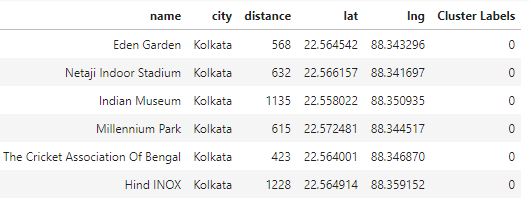 name city distance lat lng Cluster Labels
Eden Garden Kolkata 568 22.564542 88.343296 0
Netaji Indoor Stadium Kolkata 632 22.566157 88.341697 0
Indian Museum Kolkata 1135 22.558022 88.350935 0
Millennium Park Kolkata 615 22.572481 88.344517 0
The Cricket Association Of Bengal Kolkata 423 22.564001 88.346870 0
Hind INOX Kolkata 1228 22.564914 88.359152 0